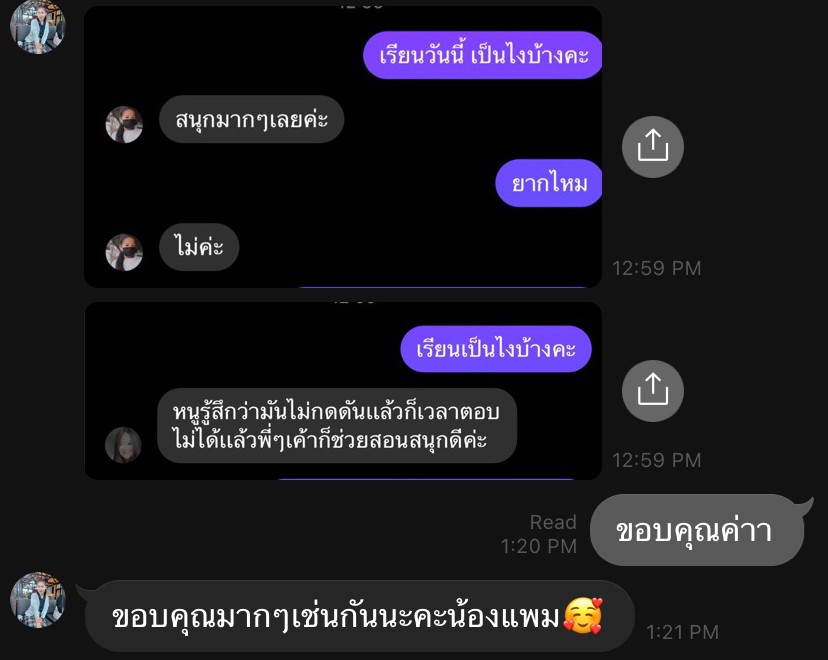 เรียนวันนี้ เป็นไงบ้างคะ
สนุกมากๆเลยค่ะ
ยากไหม
ไม่ค่ะ
12:59 PM
เรียนเป็นไงบ้างคะ
หนูรู้สึกว่ามันไม่กดดันแล้วก็เวลาตอบ
ไม่ได้แล้วพี่ๆเค้าก็ช่วยสอนสนุกดีค่ะ
12:59 PM
Read
1:20 PM
ขอบคุณค่าา
ขอบคุณมากๆเช่นกันนะคะน้องแพม🥰
1:21 PM